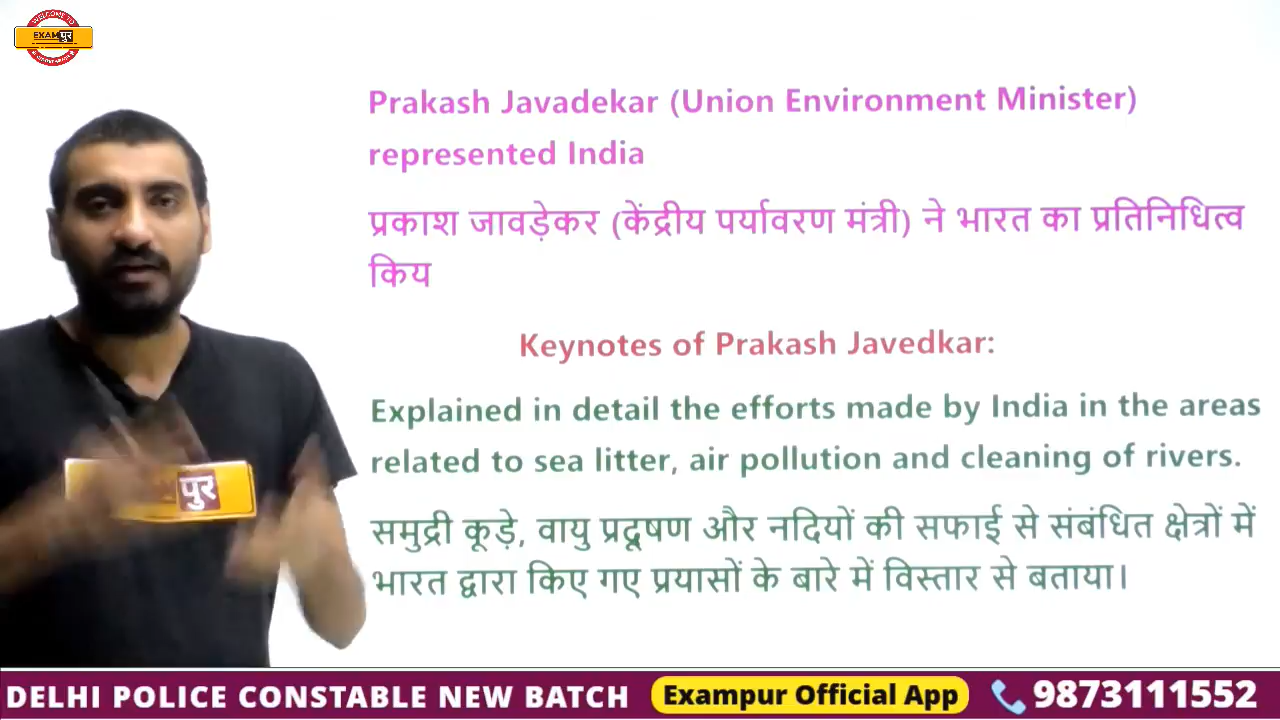 WELCOME TO
EXAMपुर
Prakash Javadekar (Union Environment Minister)
represented India
प्रकाश जावड़ेकर (केंद्रीय पर्यावरण मंत्री) ने भारत का प्रतिनिधित्व
किय
Keynotes of Prakash Javedkar:
Explained in detail the efforts made by India in the areas
related to sea litter, air pollution and cleaning of rivers.
समुद्री कूड़े, वायु प्रदूषण और नदियों की सफाई से संबंधित क्षेत्रों में
भारत द्वारा किए गए प्रयासों के बारे में विस्तार से बताया।
पुर
DELHI POLICE CONSTABLE NEW BATCH Exampur Official App 9873111552